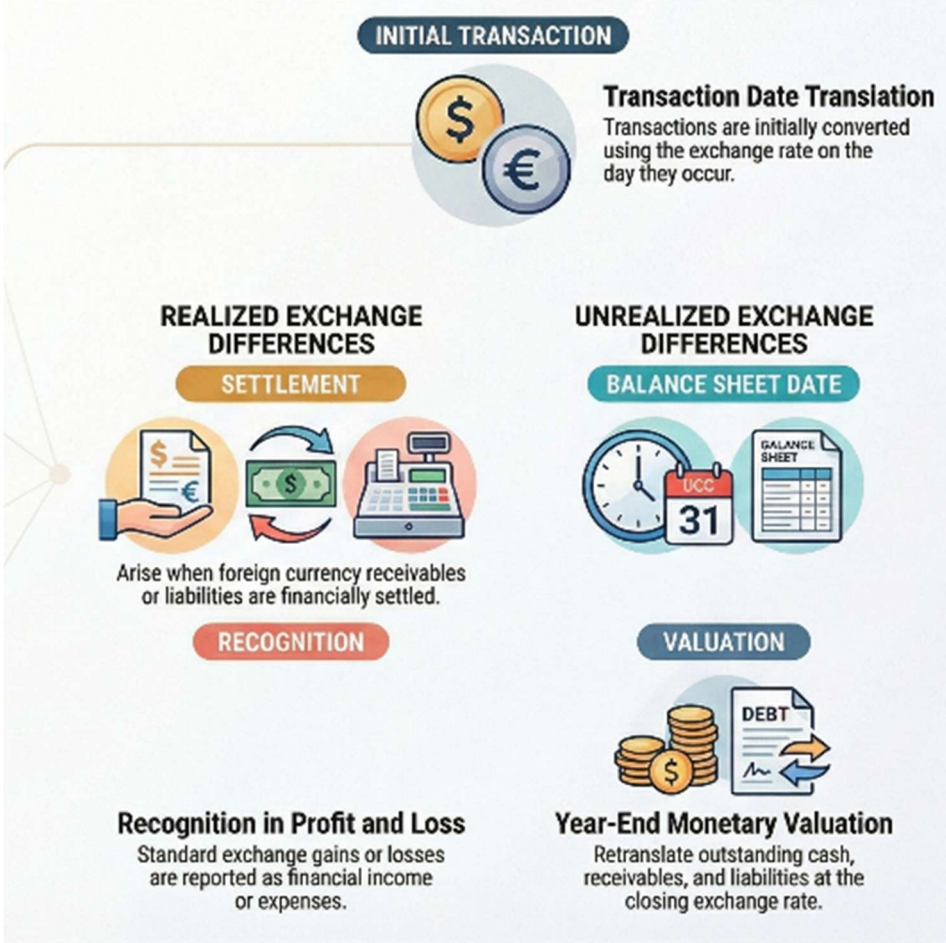 INITIAL TRANSACTION
$
€
Transaction Date Translation
Transactions are initially converted
using the exchange rate on the
day they occur.
REALIZED EXCHANGE
DIFFERENCES
SETTLEMENT
$
€
$
Arise when foreign currency receivables
or liabilities are financially settled.
RECOGNITION
Recognition in Profit and Loss
Standard exchange gains or losses
are reported as financial income
or expenses.
UNREALIZED EXCHANGE
DIFFERENCES
BALANCE SHEET DATE
UCC
31
GALANCE
SHEET
VALUATION
$
DEBT
Year-End Monetary Valuation
Retranslate outstanding cash,
receivables, and liabilities at the
closing exchange rate.